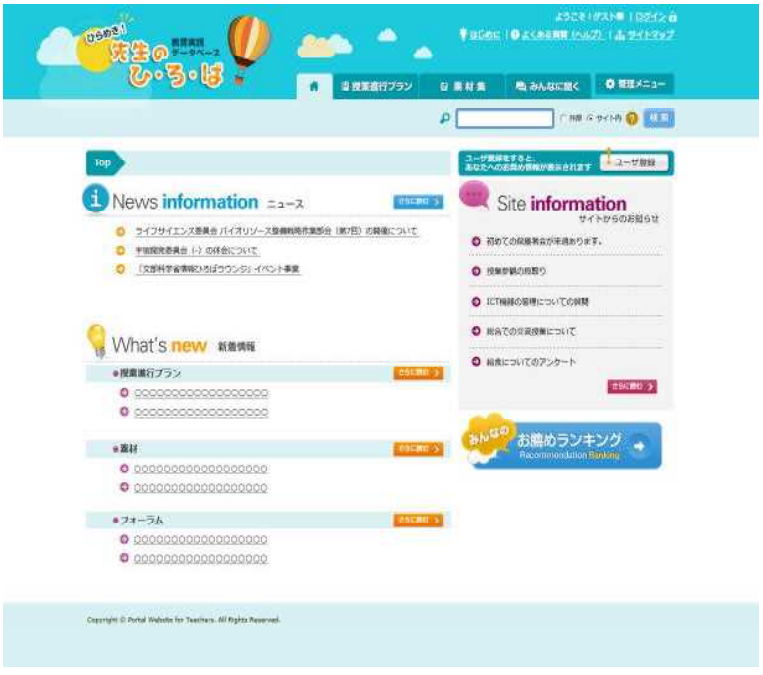 ようこそ!ゲスト様 | ログイン
ひらめき!
教育実践
データベース
先生の
ひ・ろ・ば
はじめに | よくある質問(ヘルプ) | サイトマップ
授業進行プラン
素材集
みんなに聞く
管理メニュー
外部 サイト内 ? 検索
Top
ユーザ登録をすると、
あなたへのお薦め情報が表示されます
ユーザ登録
News information ニュース
さらに読む
ライフサイエンス委員会 バイオリソース整備戦略作業部会(第7回)の開催について
宇宙開発委員会(-)の休会について
「文部科学省情報ひろばラウンジ」イベント事業
Site information
サイトからのお知らせ
初めての保護者会が来週あります。
授業参観の段取り
ICT機器の管理についての質問
総合での交流授業について
給食についてのアンケート
さらに読む
What's new 新着情報
授業進行プラン
さらに読む
○○○○○○○○○○○○○○○○○○
○○○○○○○○○○○○○○○○○○
素材
さらに読む
○○○○○○○○○○○○○○○○○○
○○○○○○○○○○○○○○○○○○
フォーラム
さらに読む
○○○○○○○○○○○○○○○○○○
○○○○○○○○○○○○○○○○○○
みんなの
お薦めランキング
Recommendation Ranking
Copyright © Portal Website for Teachers. All Rights Reserved.